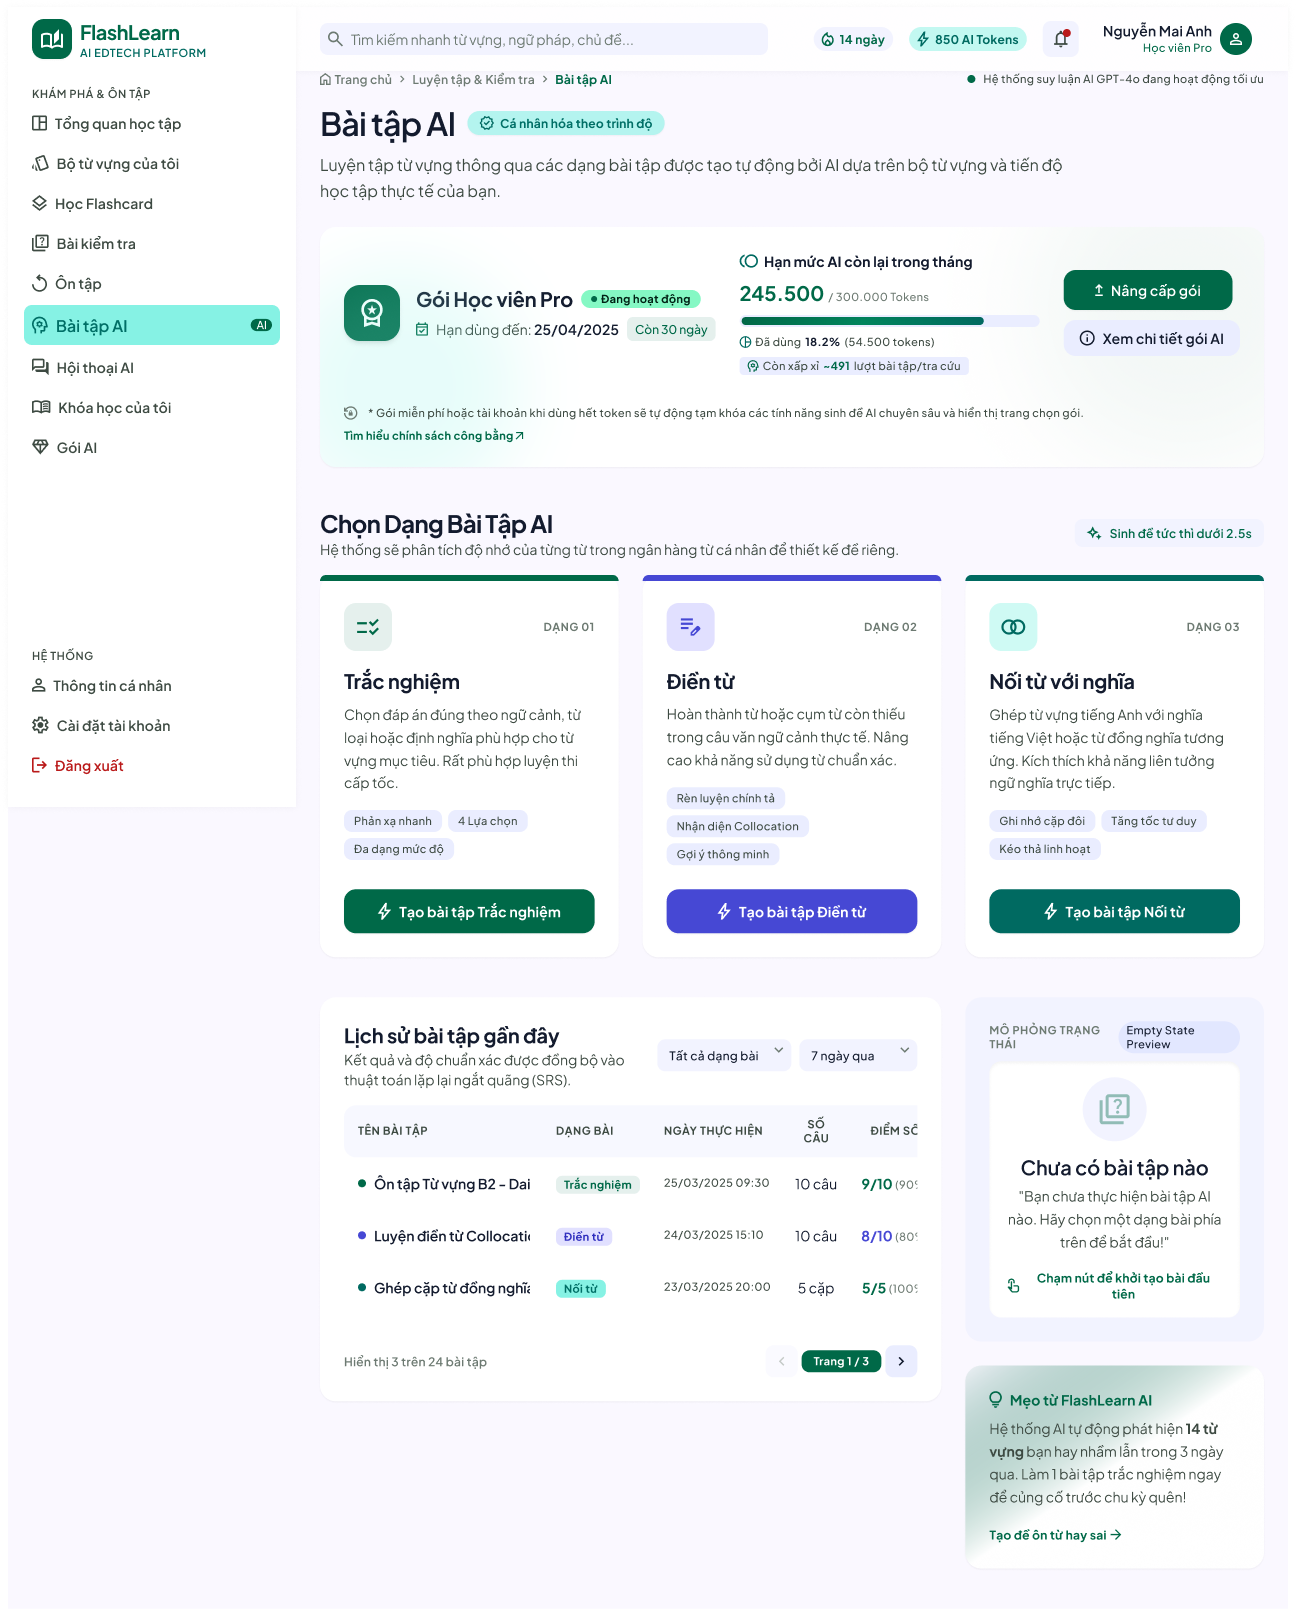 FlashLearn
AI EDTECH PLATFORM
KHÁM PHÁ & ÔN TẬP
Tổng quan học tập
Bộ từ vựng của tôi
Học Flashcard
Bài kiểm tra
Ôn tập
Bài tập AI
AI
Hội thoại AI
Khóa học của tôi
Gói AI
HỆ THỐNG
Thông tin cá nhân
Cài đặt tài khoản
Đăng xuất
Tìm kiếm nhanh từ vựng, ngữ pháp, chủ đề...
14 ngày
850 AI Tokens
Nguyễn Mai Anh
Học viên Pro
Trang chủ > Luyện tập & Kiểm tra > Bài tập AI
Hệ thống suy luận AI GPT-4o đang hoạt động tối ưu
Bài tập AI
Cá nhân hóa theo trình độ
Luyện tập từ vựng thông qua các dạng bài tập được tạo tự động bởi AI dựa trên bộ từ vựng và tiến độ
học tập thực tế của bạn.
Gói Học viên Pro
Đang hoạt động
Hạn dùng đến: 25/04/2025
Còn 30 ngày
Hạn mức AI còn lại trong tháng
245.500 / 300.000 Tokens
Đã dùng 18.2% (54.500 tokens)
Còn xấp xỉ ~491 lượt bài tập/tra cứu
Nâng cấp gói
Xem chi tiết gói AI
* Gói miễn phí hoặc tài khoản khi dùng hết token sẽ tự động tạm khóa các tính năng sinh đề AI chuyên sâu và hiển thị trang chọn gói.
Tìm hiểu chính sách công bằng
Chọn Dạng Bài Tập AI
Hệ thống sẽ phân tích độ nhớ của từng từ trong ngân hàng từ cá nhân để thiết kế đề riêng.
Sinh đề tức thì dưới 2.5s
DẠNG 01
Trắc nghiệm
Chọn đáp án đúng theo ngữ cảnh, từ
loại hoặc định nghĩa phù hợp cho từ
vựng mục tiêu. Rất phù hợp luyện thi
cấp tốc.
Phản xạ nhanh
4 Lựa chọn
Đa dạng mức độ
Tạo bài tập Trắc nghiệm
DẠNG 02
Điền từ
Hoàn thành từ hoặc cụm từ còn thiếu
trong câu văn ngữ cảnh thực tế. Nâng
cao khả năng sử dụng từ chuẩn xác.
Rèn luyện chính tả
Nhận diện Collocation
Gợi ý thông minh
Tạo bài tập Điền từ
DẠNG 03
Nối từ với nghĩa
Ghép từ vựng tiếng Anh với nghĩa
tiếng Việt hoặc từ đồng nghĩa tương
ứng. Kích thích khả năng liên tưởng
ngữ nghĩa trực tiếp.
Ghi nhớ cặp đôi
Tăng tốc tư duy
Kéo thả linh hoạt
Tạo bài tập Nối từ
Lịch sử bài tập gần đây
Kết quả và độ chuẩn xác được đồng bộ vào
thuật toán lặp lại ngắt quãng (SRS).
Tất cả dạng bài
7 ngày qua
TÊN BÀI TẬP
DẠNG BÀI
NGÀY THỰC HIỆN
SỐ
CÂU
ĐIỂM SỐ
Ôn tập Từ vựng B2 - Dai
Trắc nghiệm
25/03/2025 09:30
10 câu
9/10 (90%
Luyện điền từ Collocatio
Điền từ
24/03/2025 15:10
10 câu
8/10 (80%
Ghép cặp từ đồng nghĩa
Nối từ
23/03/2025 20:00
5 cặp
5/5 (100%
Hiển thị 3 trên 24 bài tập
Trang 1 / 3
MÔ PHỎNG TRẠNG
THÁI
Empty State
Preview
Chưa có bài tập nào
"Bạn chưa thực hiện bài tập AI
nào. Hãy chọn một dạng bài phía
trên để bắt đầu!"
Chạm nút để khởi tạo bài đầu
tiên
Mẹo từ FlashLearn AI
Hệ thống AI tự động phát hiện 14 từ
vựng bạn hay nhầm lẫn trong 3 ngày
qua. Làm 1 bài tập trắc nghiệm ngay
để củng cố trước chu kỳ quên!
Tạo đề ôn từ hay sai